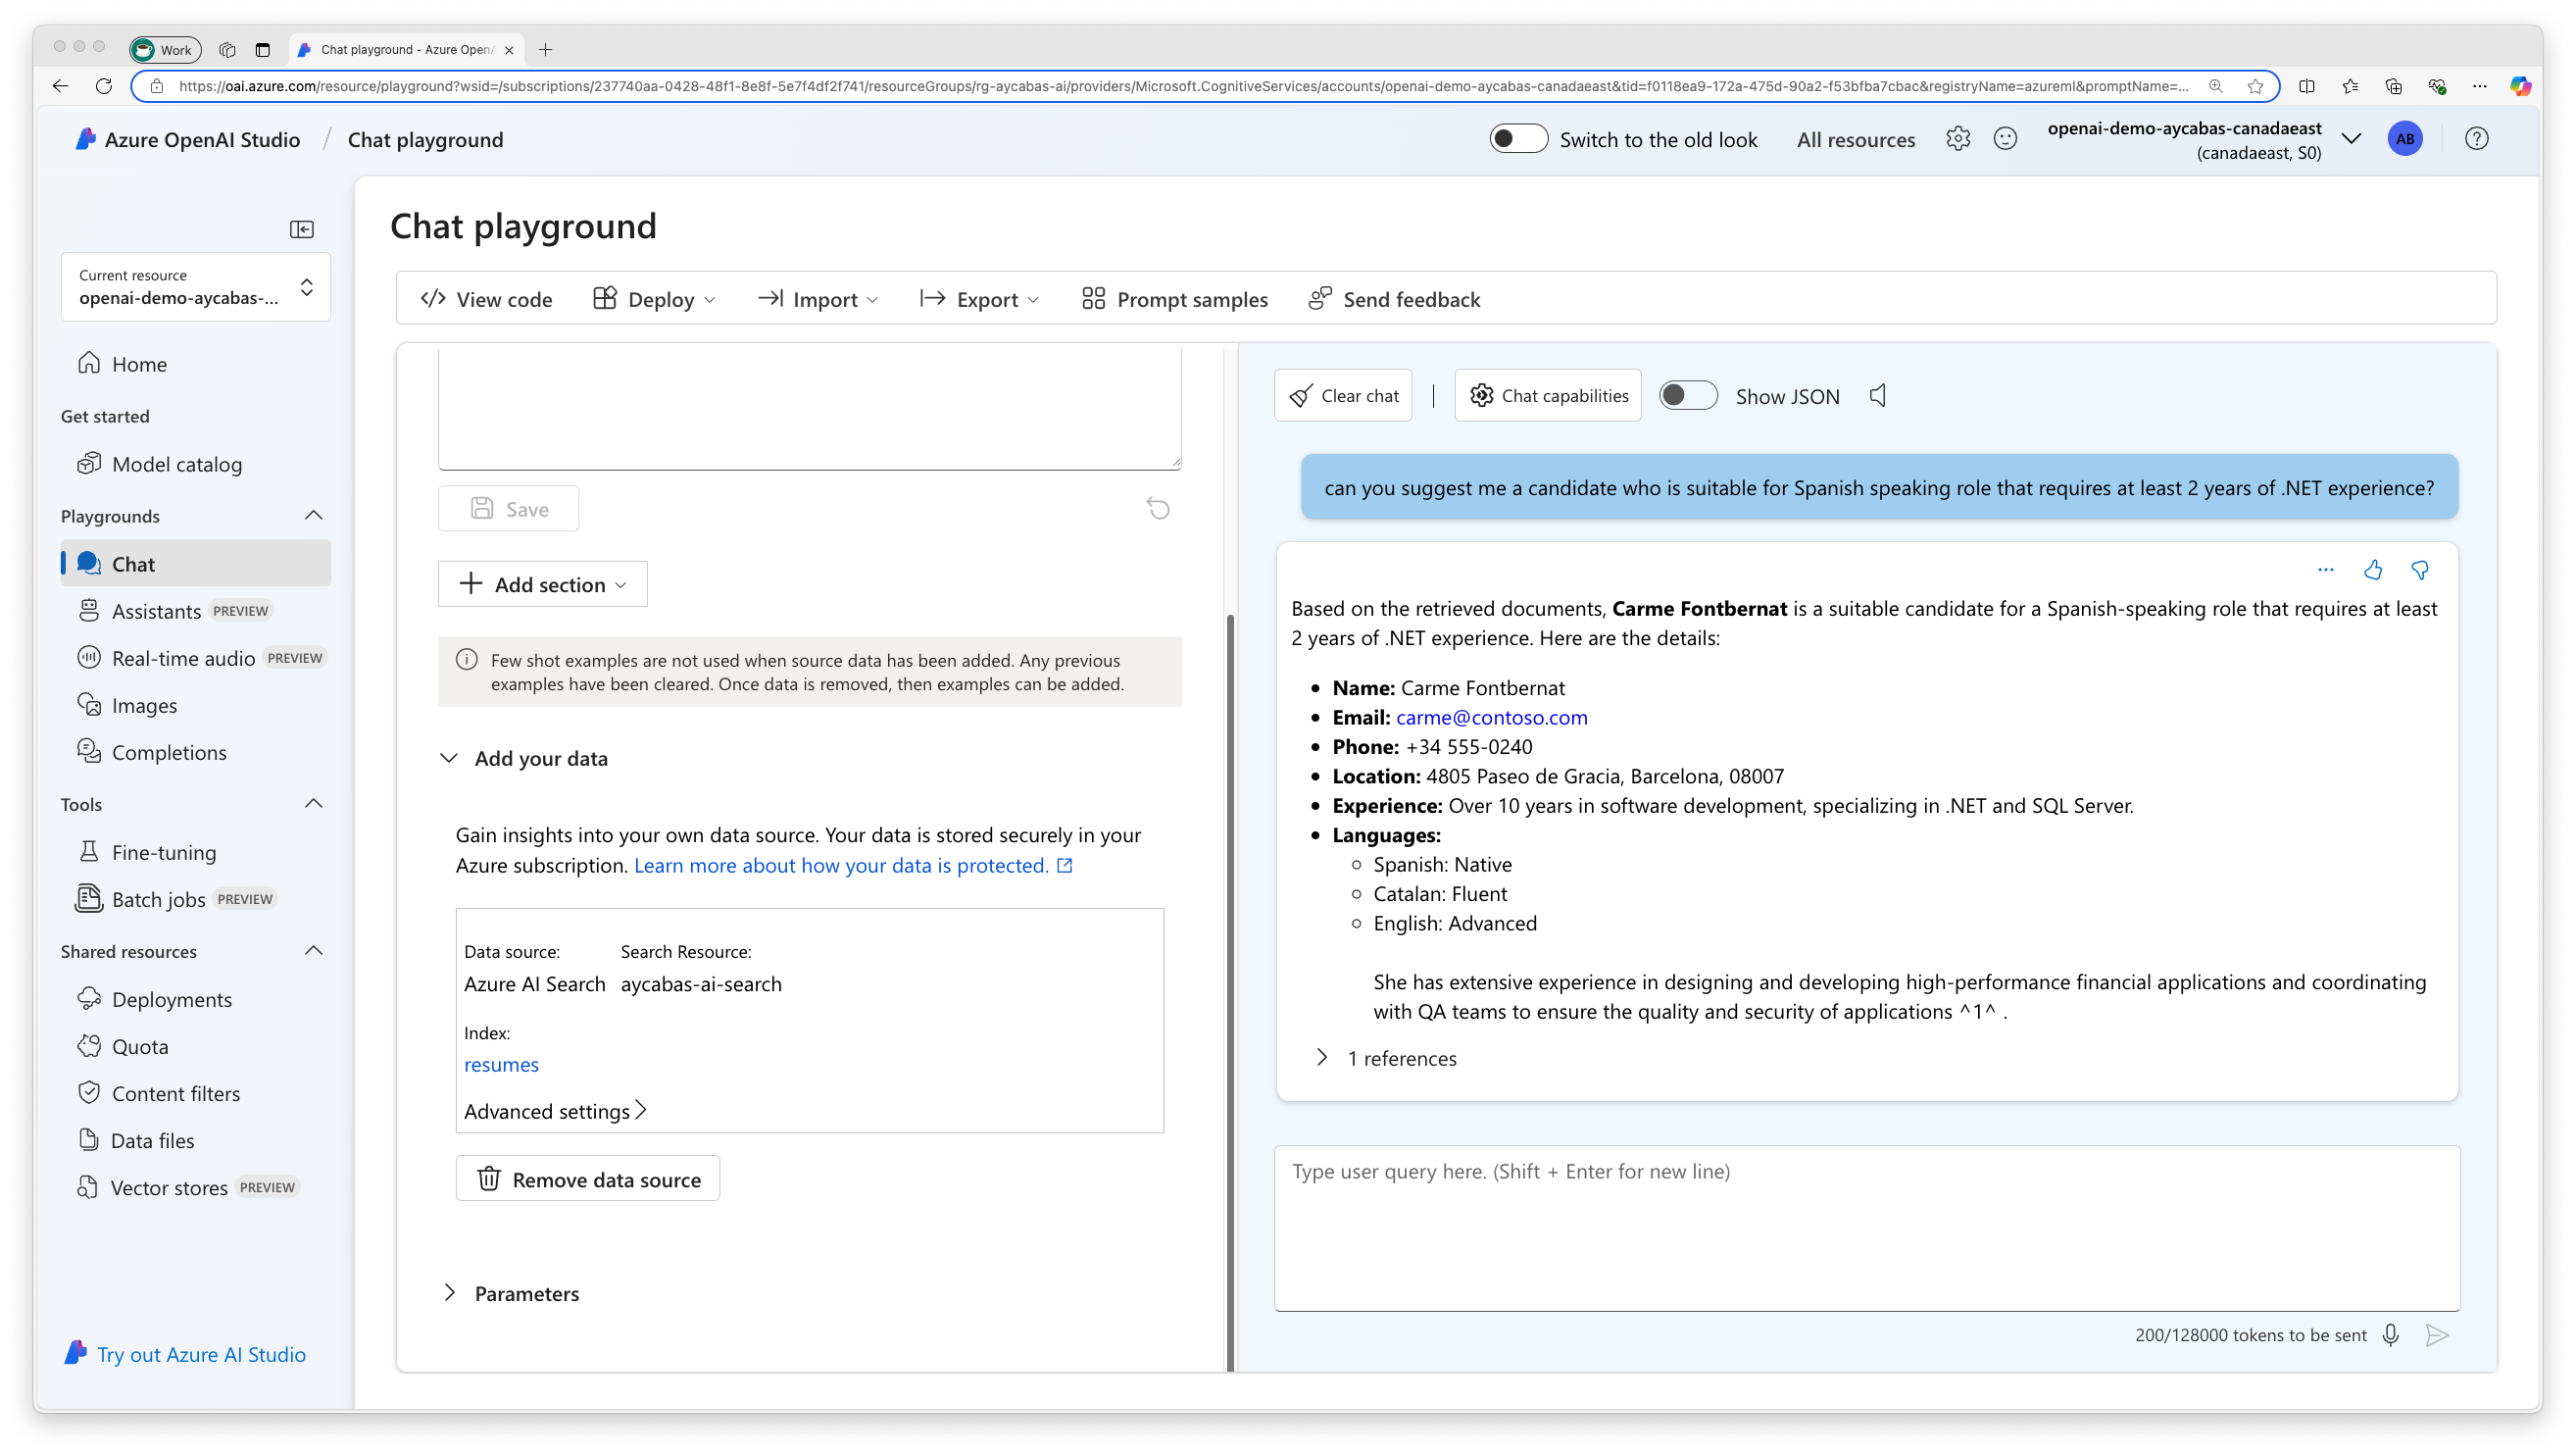 Work
Chat playground - Azure OpenA
https://oai.azure.com/resource/playground?wsid=/subscriptions/237740aa-0428-48f1-8e8f-5e7f4df2f741/resourceGroups/rg-aycabas-ai/providers/Microsoft.CognitiveServices/accounts/openai-demo-aycabas-canadaeast&tid=f0118ea9-172a-475d-90a2-f53bfba7cbac&registryName=azureml&promptName=...
Azure OpenAI Studio / Chat playground
Switch to the old look
All resources
openai-demo-aycabas-canadaeast
(canadaeast, S0)
AB
Current resource
openai-demo-aycabas-...
Home
Get started
Model catalog
Playgrounds
Chat
Assistants PREVIEW
Real-time audio PREVIEW
Images
Completions
Tools
Fine-tuning
Batch jobs PREVIEW
Shared resources
Deployments
Quota
Content filters
Data files
Vector stores PREVIEW
Try out Azure AI Studio
Chat playground
View code
Deploy
Import
Export
Prompt samples
Send feedback
Save
Add section
Few shot examples are not used when source data has been added. Any previous
examples have been cleared. Once data is removed, then examples can be added.
Add your data
Gain insights into your own data source. Your data is stored securely in your
Azure subscription. Learn more about how your data is protected.
Data source: Search Resource:
Azure AI Search aycabas-ai-search
Index:
resumes
Advanced settings
Remove data source
Parameters
Clear chat
Chat capabilities
Show JSON
can you suggest me a candidate who is suitable for Spanish speaking role that requires at least 2 years of .NET experience?
Based on the retrieved documents, Carme Fontbernat is a suitable candidate for a Spanish-speaking role that requires at least
2 years of .NET experience. Here are the details:
• Name: Carme Fontbernat
• Email: carme@contoso.com
• Phone: +34 555-0240
• Location: 4805 Paseo de Gracia, Barcelona, 08007
• Experience: Over 10 years in software development, specializing in .NET and SQL Server.
• Languages:
○ Spanish: Native
○ Catalan: Fluent
○ English: Advanced
She has extensive experience in designing and developing high-performance financial applications and coordinating
with QA teams to ensure the quality and security of applications ^1^ .
1 references
Type user query here. (Shift + Enter for new line)
200/128000 tokens to be sent